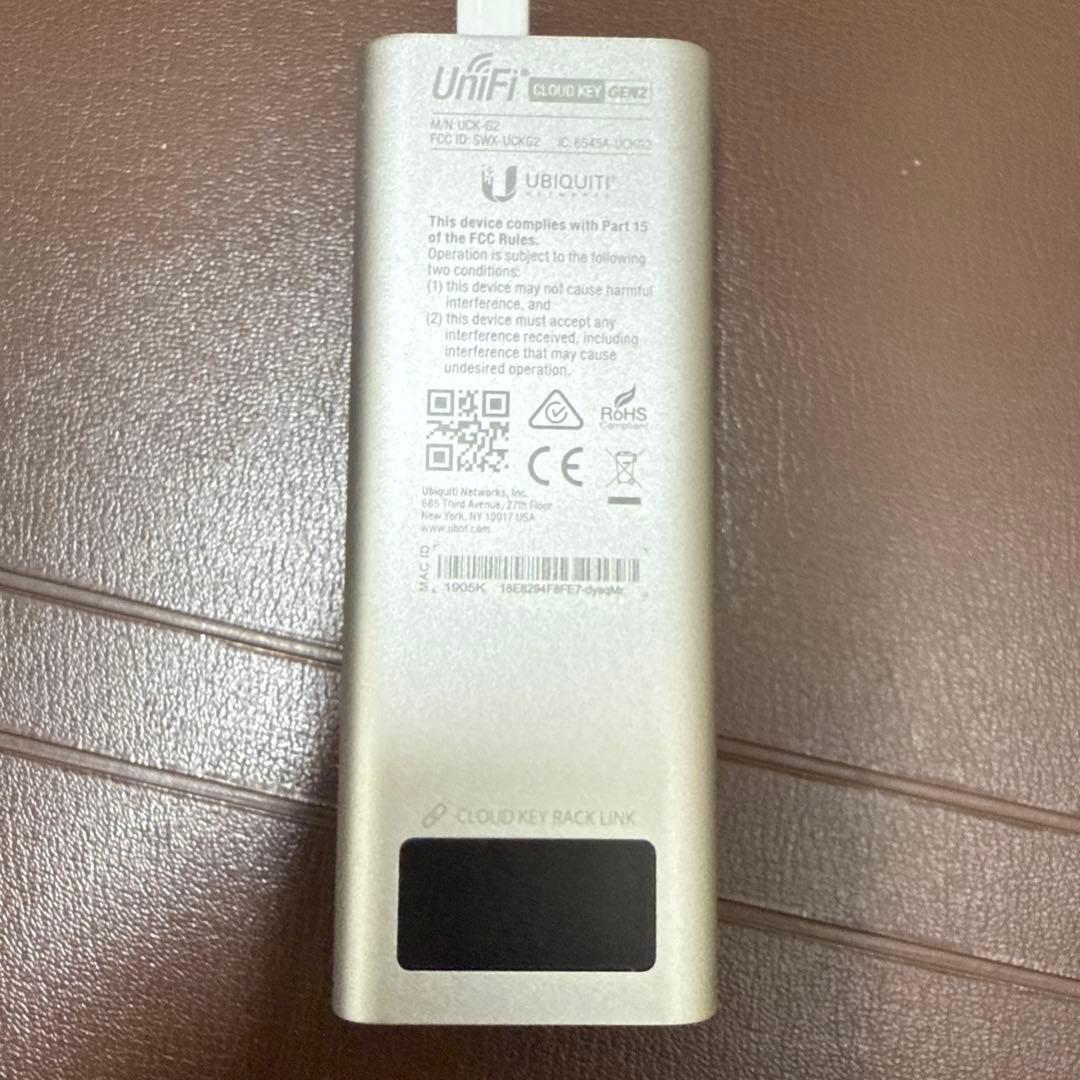 UniFi® CLOUD KEY GEN2
M/N: UCK-G2
FCC ID: SWX-UCKG2 IC: 6545A-UCKG2
U UBIQUITI®
NETWORKS
This device complies with Part 15
of the FCC Rules.
Operation is subject to the following
two conditions:
(1) this device may not cause harmful
interference, and
(2) this device must accept any
interference received, including
interference that may cause
undesired operation.
RoHS
Compliant
CE
Ubiquiti Networks, Inc.
685 Third Avenue, 27th Floor
New York, NY 10017 USA
www.ubnt.com
MAC ID
1905K 18E8294F8FE7-dysqMr
CLOUD KEY RACK LINK